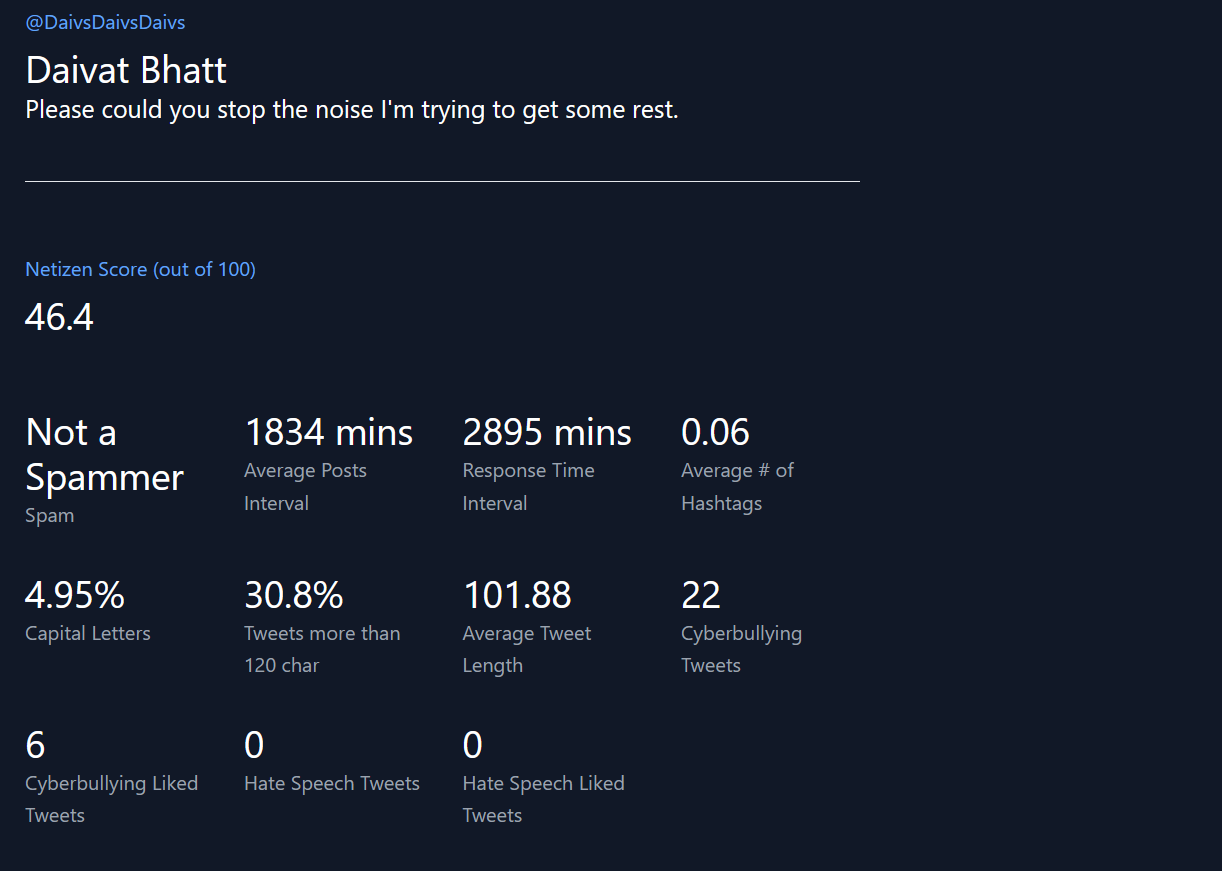 @DaivsDaivsDaivs
Daivat Bhatt
Please could you stop the noise I'm trying to get some rest.
Netizen Score (out of 100)
46.4
Not a
Spammer
Spam
1834 mins
Average Posts
Interval
2895 mins
Response Time
Interval
0.06
Average # of
Hashtags
4.95%
Capital Letters
30.8%
Tweets more than
120 char
101.88
Average Tweet
Length
22
Cyberbullying
Tweets
6
Cyberbullying Liked
Tweets
0
Hate Speech Tweets
0
Hate Speech Liked
Tweets